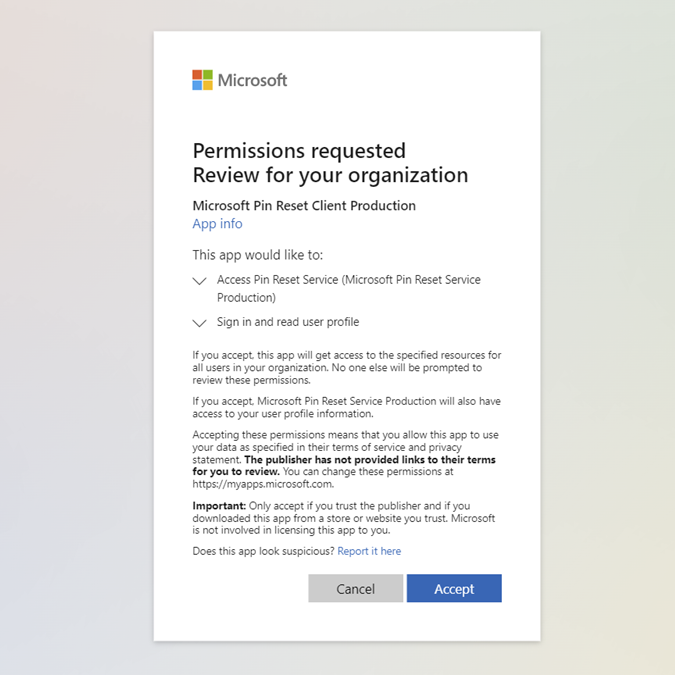 Microsoft
Permissions requested
Review for your organization
Microsoft Pin Reset Client Production
App info
This app would like to:
Access Pin Reset Service (Microsoft Pin Reset Service
Production)
Sign in and read user profile
If you accept, this app will get access to the specified resources for
all users in your organization. No one else will be prompted to
review these permissions.
If you accept, Microsoft Pin Reset Service Production will also have
access to your user profile information.
Accepting these permissions means that you allow this app to use
your data as specified in their terms of service and privacy
statement. The publisher has not provided links to their terms
for you to review. You can change these permissions at
https://myapps.microsoft.com.
Important: Only accept if you trust the publisher and if you
downloaded this app from a store or website you trust. Microsoft
is not involved in licensing this app to you.
Does this app look suspicious? Report it here
Cancel
Accept